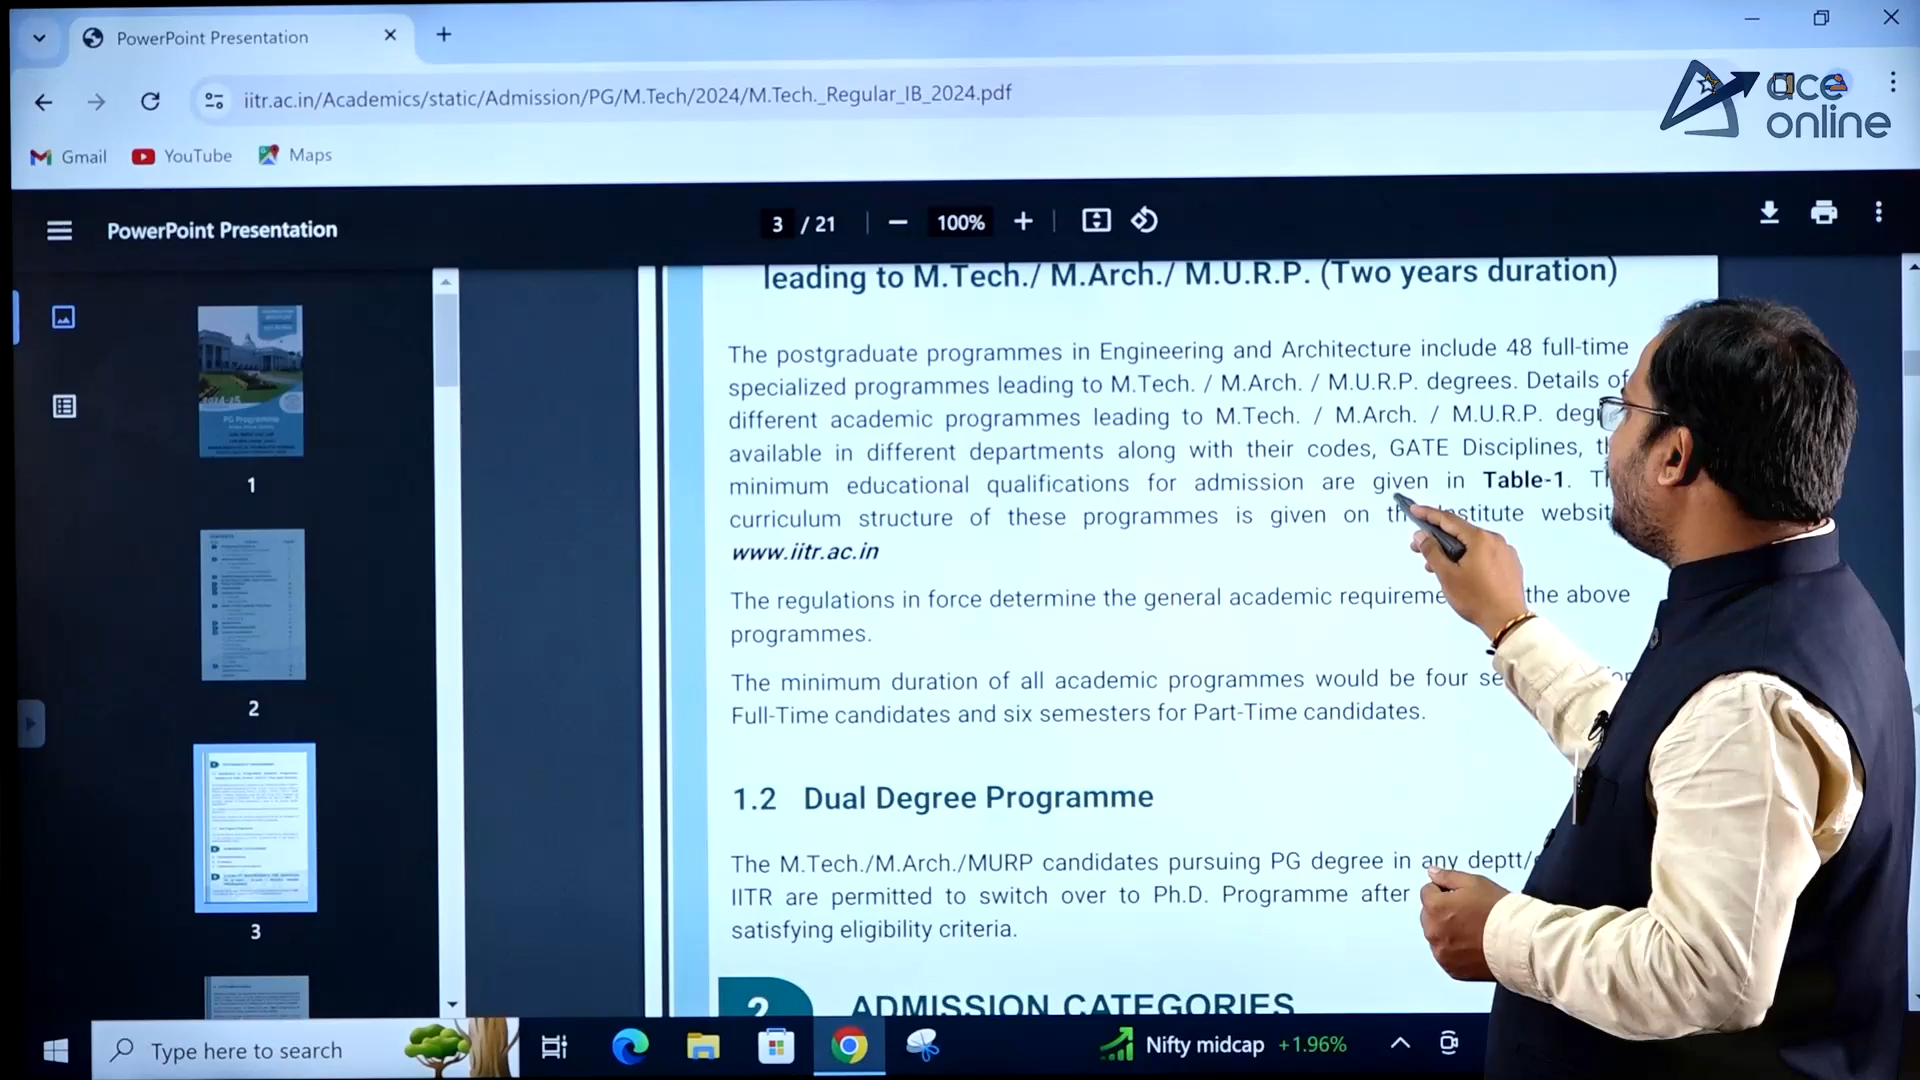 PowerPoint Presentation
iitr.ac.in/Academics/static/Admission/PG/M.Tech/2024/M.Tech._Regular_IB_2024.pdf
ace
online
Gmail
YouTube
Maps
PowerPoint Presentation
3 / 21
100%
leading to M.Tech./ M.Arch./ M.U.R.P. (Two years duration)
The postgraduate programmes in Engineering and Architecture include 48 full-time
specialized programmes leading to M.Tech. / M.Arch. / M.U.R.P. degrees. Details of
different academic programmes leading to M.Tech. / M.Arch. / M.U.R.P.
available in different departments along with their codes, GATE Disciplines,
minimum educational qualifications for admission are given in Table-1.
curriculum structure of these programmes is given on
www.iitr.ac.in
The regulations in force determine the general academic the above
programmes.
The minimum duration of all academic programmes would be four
Full-Time candidates and six semesters for Part-Time candidates.
1.2 Dual Degree Programme
The M.Tech./M.Arch./MURP candidates pursuing PG degree in any
IITR are permitted to switch over to Ph.D. Programme after
satisfying eligibility criteria.
2 ADMISSION CATEGORIES
PG Programme
1
2
3
Type here to search
Nifty midcap +1.96%